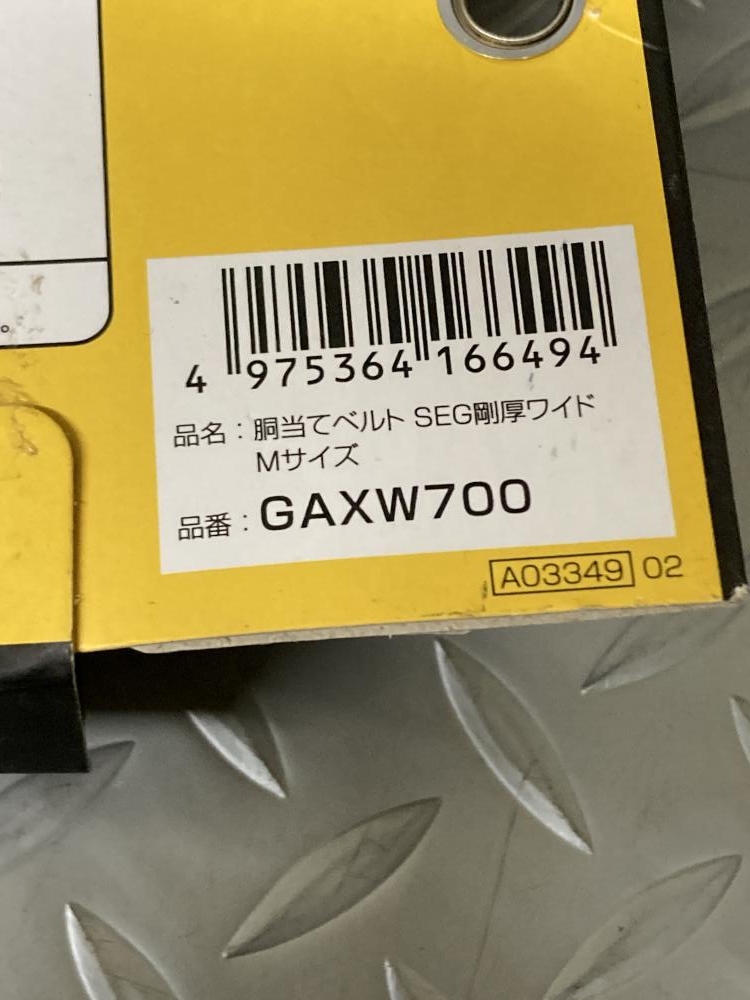 。
4 975364 166494
品名：胴当てベルト SEG剛厚ワイド
Mサイズ
品番：GAXW700
A03349 02